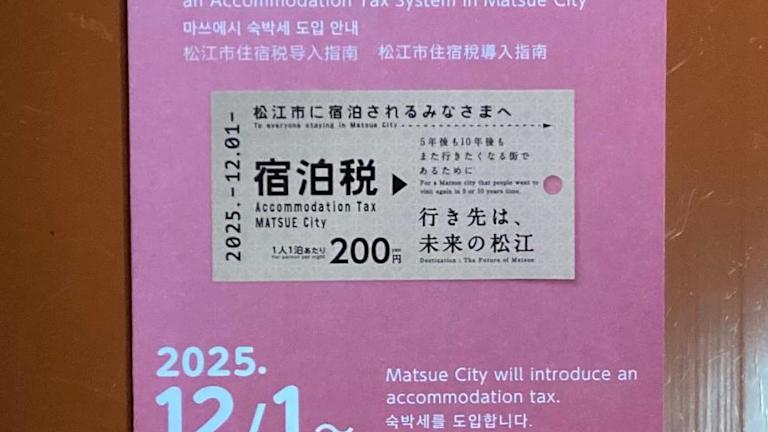 an Accommodation Tax System in Matsue City
마쓰에시 숙박세 도입 안내
松江市住宿税导入指南 松江市住宿稅導入指南
2025.-12.01-
松江市に宿泊されるみなさまへ
To everyone staying in Matsue City
宿泊税
Accommodation Tax
MATSUE City
1人1泊あたり
For person per night
200 yen 円
5年後も10年後も
また行きたくなる街で
あるために
For a Matsue city that people want to
visit again in 5 or 10 years time.
行き先は、
未来の松江
Destination : The Future of Matsue
2025.
12/1~
Matsue City will introduce an
accommodation tax.
숙박세를 도입합니다.